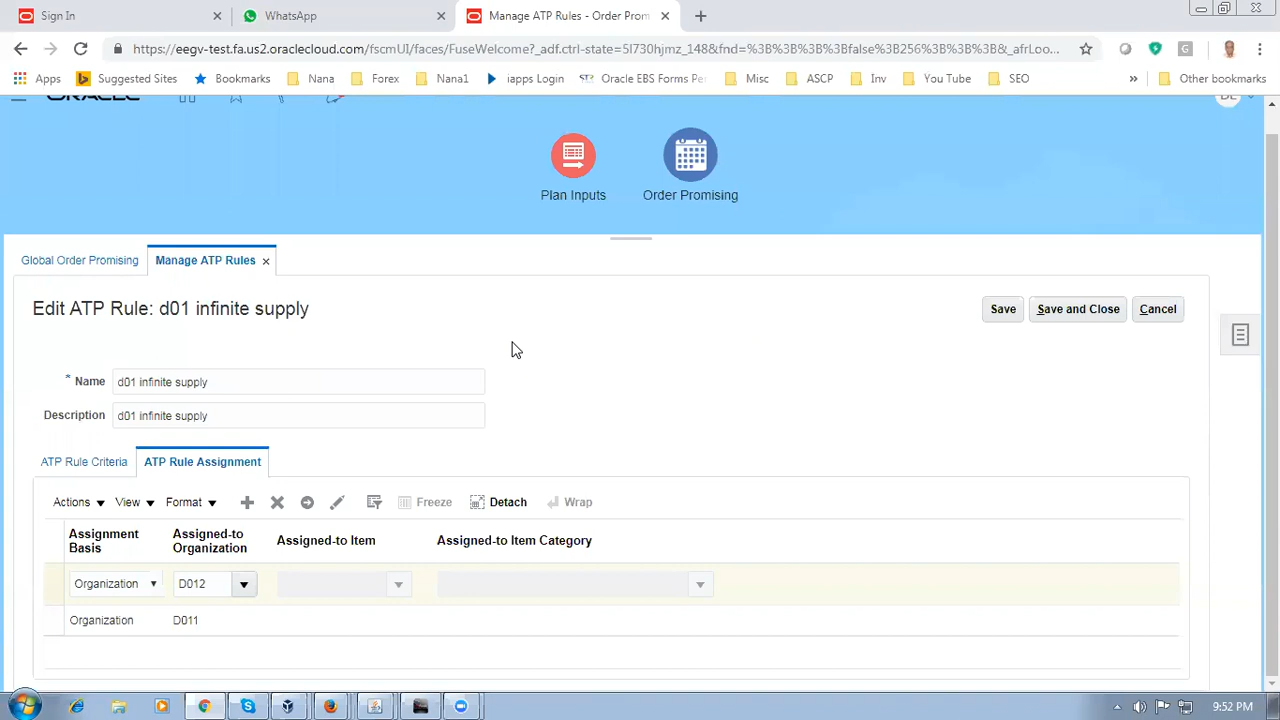 Sign In
WhatsApp
Manage ATP Rules - Order Prom
https://eegv-test.fa.us2.oraclecloud.com/fscmUI/faces/FuseWelcome?_adf.ctrl-state=5l730hjmz_148&fnd=%3B%3B%3B%3Bfalse%3B256%3B%3B%3B&_afrLoo...
Apps
Suggested Sites
Bookmarks
Nana
Forex
Nana1
iapps Login
Oracle EBS Forms Pe
Misc
ASCP
Inv
You Tube
SEO
»
Other bookmarks
ORACLE
Plan Inputs
Order Promising
Global Order Promising
Manage ATP Rules
Edit ATP Rule: d01 infinite supply
Save
Save and Close
Cancel
* Name
d01 infinite supply
Description
d01 infinite supply
ATP Rule Criteria
ATP Rule Assignment
Actions
View
Format
Freeze
Detach
Wrap
Assignment Basis
Assigned-to Organization
Assigned-to Item
Assigned-to Item Category
Organization
D012
Organization
D011
9:52 PM